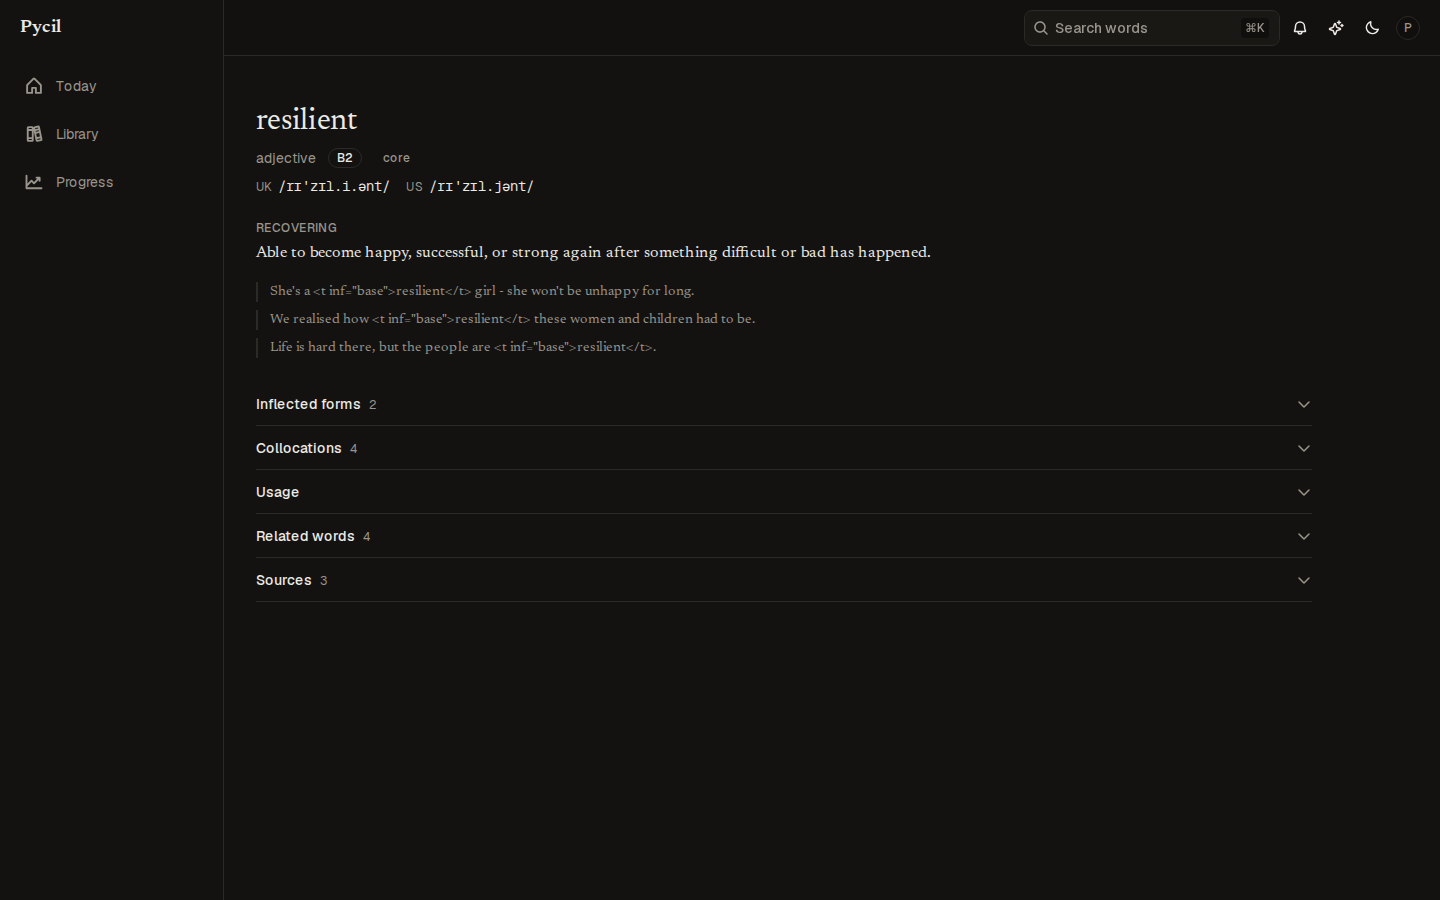 Pycil
Search words
⌘K
P
Today
Library
Progress
resilient
adjective B2 core
UK /rɪˈzɪl.i.ənt/ US /rɪˈzɪl.jənt/
RECOVERING
Able to become happy, successful, or strong again after something difficult or bad has happened.
She's a <t inf="base">resilient</t> girl - she won't be unhappy for long.
We realised how <t inf="base">resilient</t> these women and children had to be.
Life is hard there, but the people are <t inf="base">resilient</t>.
Inflected forms 2
Collocations 4
Usage
Related words 4
Sources 3